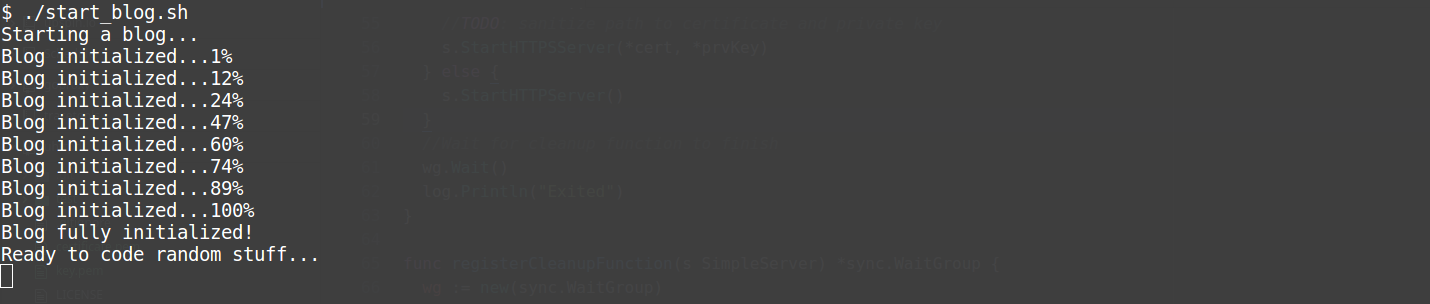 $ ./start_blog.sh
Starting a blog...
Blog initialized...1%
Blog initialized...12%
Blog initialized...24%
Blog initialized...47%
Blog initialized...60%
Blog initialized...74%
Blog initialized...89%
Blog initialized...100%
Blog fully initialized!
Ready to code random stuff...
TODO
s.StartHTTPSServer(*cert, *prvKey)
} else {
s.StartHTTPServer()
}
wg.Wait()
log.Println("Exited")
}
func registerCleanupFunction(s SimpleServer) *sync.WaitGroup {
wg := new(sync.WaitGroup)